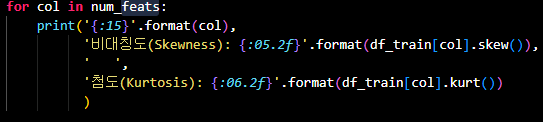 for col in num_feats:
    print('{:15}'.format(col),
          '비대칭도(Skewness): {:05.2f}'.format(df_train[col].skew()),
          '   ',
          '첨도(Kurtosis): {:06.2f}'.format(df_train[col].kurt())
          )